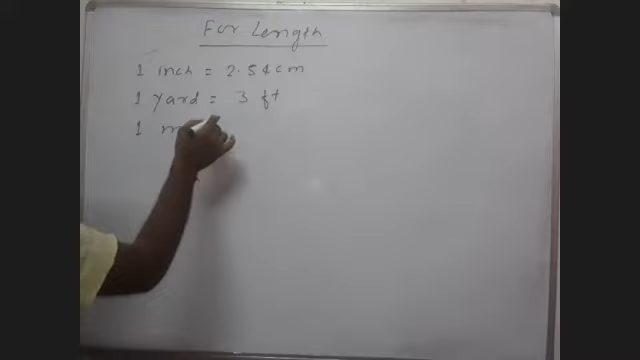 For Length
1 inch = 2.54 cm
1 yard = 3 ft
1 m